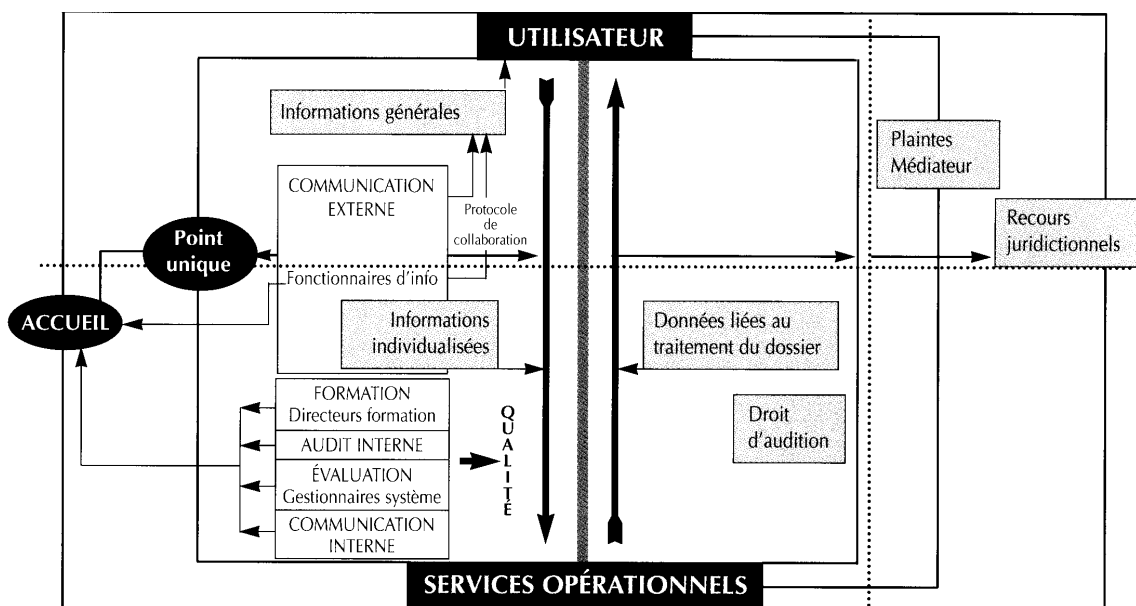 UTILISATEUR
Informations générales
Plaintes
Médiateur
COMMUNICATION
EXTERNE
Protocole
de
collaboration
Point
unique
Recours
juridictionnels
Fonctionnaires d'info
ACCUEIL
Informations
individualisées
Données liées au
traitement du dossier
FORMATION
Directeurs formation
AUDIT INTERNE
ÉVALUATION
Gestionnaires système
COMMUNICATION
INTERNE
QUALITÉ
Droit
d'audition
SERVICES OPÉRATIONNELS